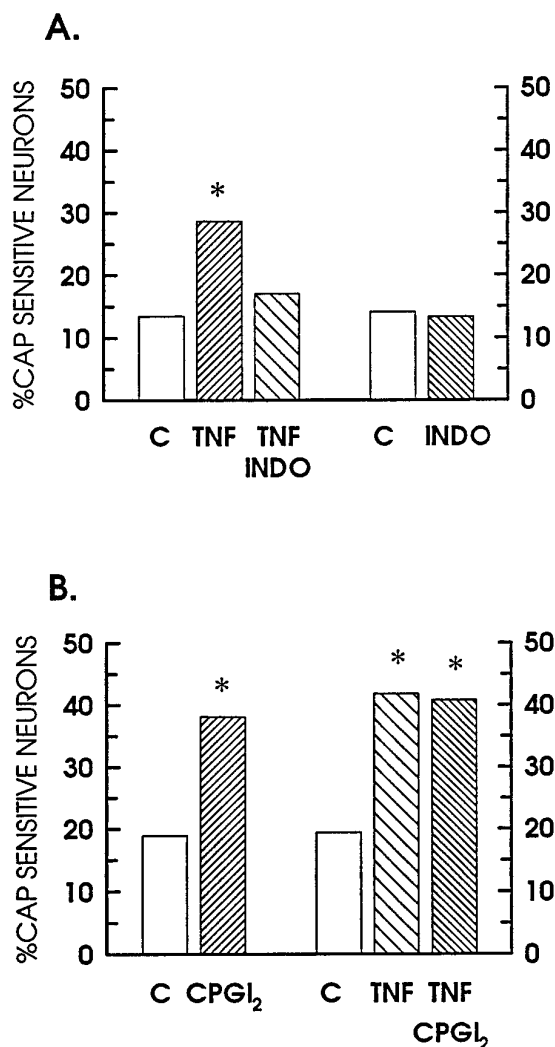 A.
%CAP SENSITIVE NEURONS
50 50
40 40
30 30
20 20
10 10
0 0
*
C TNF TNF C INDO
INDO
B.
%CAP SENSITIVE NEURONS
50 50
40 40
30 30
20 20
10 10
0 0
* * *
C CPGI₂ C TNF TNF
CPGI₂